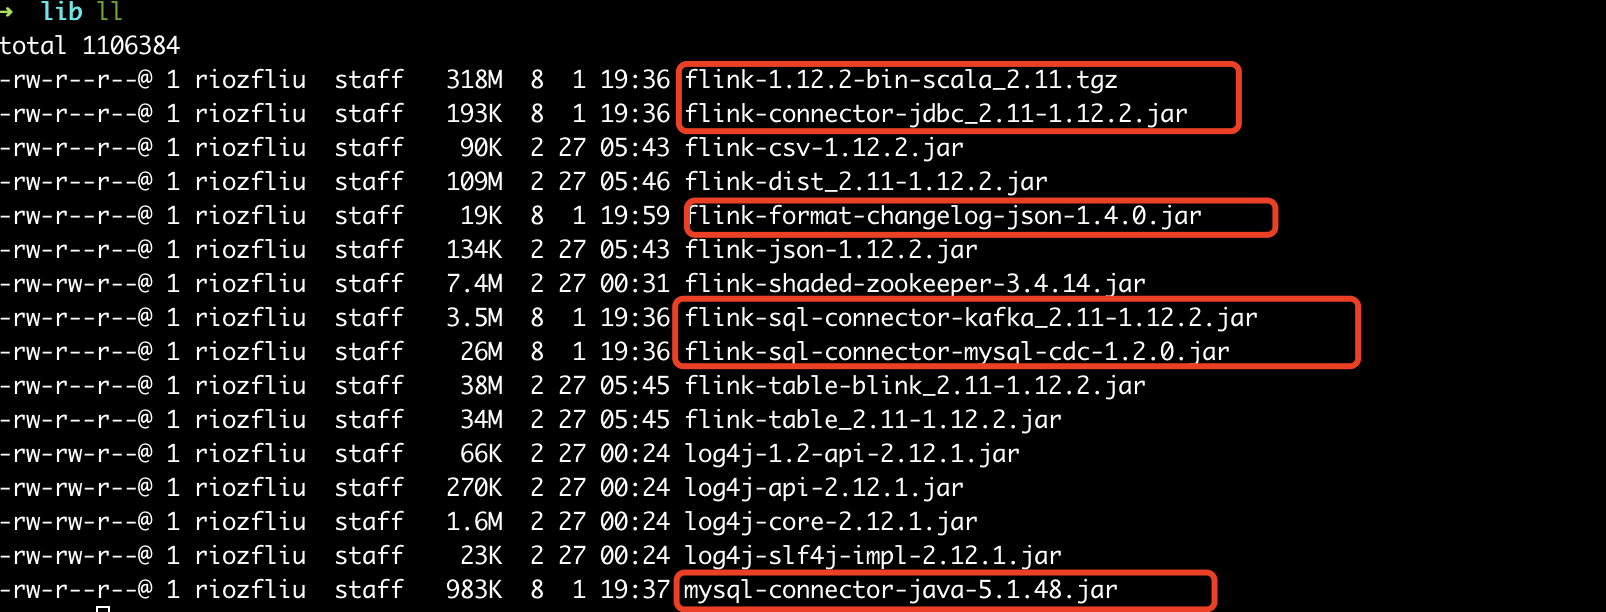 → lib ll
total 1106384
-rw-r--r--@ 1 riozfliu staff 318M 8 1 19:36 flink-1.12.2-bin-scala_2.11.tgz
-rw-r--r--@ 1 riozfliu staff 193K 8 1 19:36 flink-connector-jdbc_2.11-1.12.2.jar
-rw-r--r--@ 1 riozfliu staff 90K 2 27 05:43 flink-csv-1.12.2.jar
-rw-r--r--@ 1 riozfliu staff 109M 2 27 05:46 flink-dist_2.11-1.12.2.jar
-rw-r--r--@ 1 riozfliu staff 19K 8 1 19:59 flink-format-changelog-json-1.4.0.jar
-rw-r--r--@ 1 riozfliu staff 134K 2 27 05:43 flink-json-1.12.2.jar
-rw-rw-r--@ 1 riozfliu staff 7.4M 2 27 00:31 flink-shaded-zookeeper-3.4.14.jar
-rw-r--r--@ 1 riozfliu staff 3.5M 8 1 19:36 flink-sql-connector-kafka_2.11-1.12.2.jar
-rw-r--r--@ 1 riozfliu staff 26M 8 1 19:36 flink-sql-connector-mysql-cdc-1.2.0.jar
-rw-r--r--@ 1 riozfliu staff 38M 2 27 05:45 flink-table-blink_2.11-1.12.2.jar
-rw-r--r--@ 1 riozfliu staff 34M 2 27 05:45 flink-table_2.11-1.12.2.jar
-rw-rw-r--@ 1 riozfliu staff 66K 2 27 00:24 log4j-1.2-api-2.12.1.jar
-rw-rw-r--@ 1 riozfliu staff 270K 2 27 00:24 log4j-api-2.12.1.jar
-rw-rw-r--@ 1 riozfliu staff 1.6M 2 27 00:24 log4j-core-2.12.1.jar
-rw-rw-r--@ 1 riozfliu staff 23K 2 27 00:24 log4j-slf4j-impl-2.12.1.jar
-rw-r--r--@ 1 riozfliu staff 983K 8 1 19:37 mysql-connector-java-5.1.48.jar